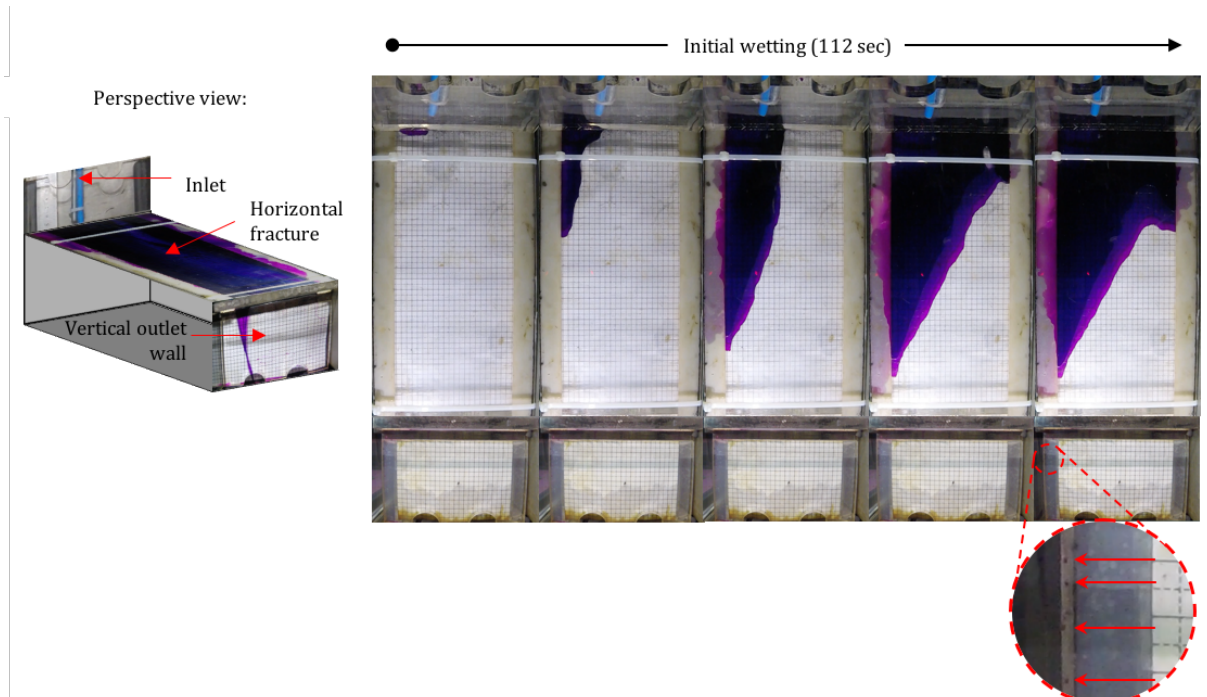 Initial wetting (112 sec)
Perspective view:
Inlet
Horizontal
fracture
Vertical outlet
wall